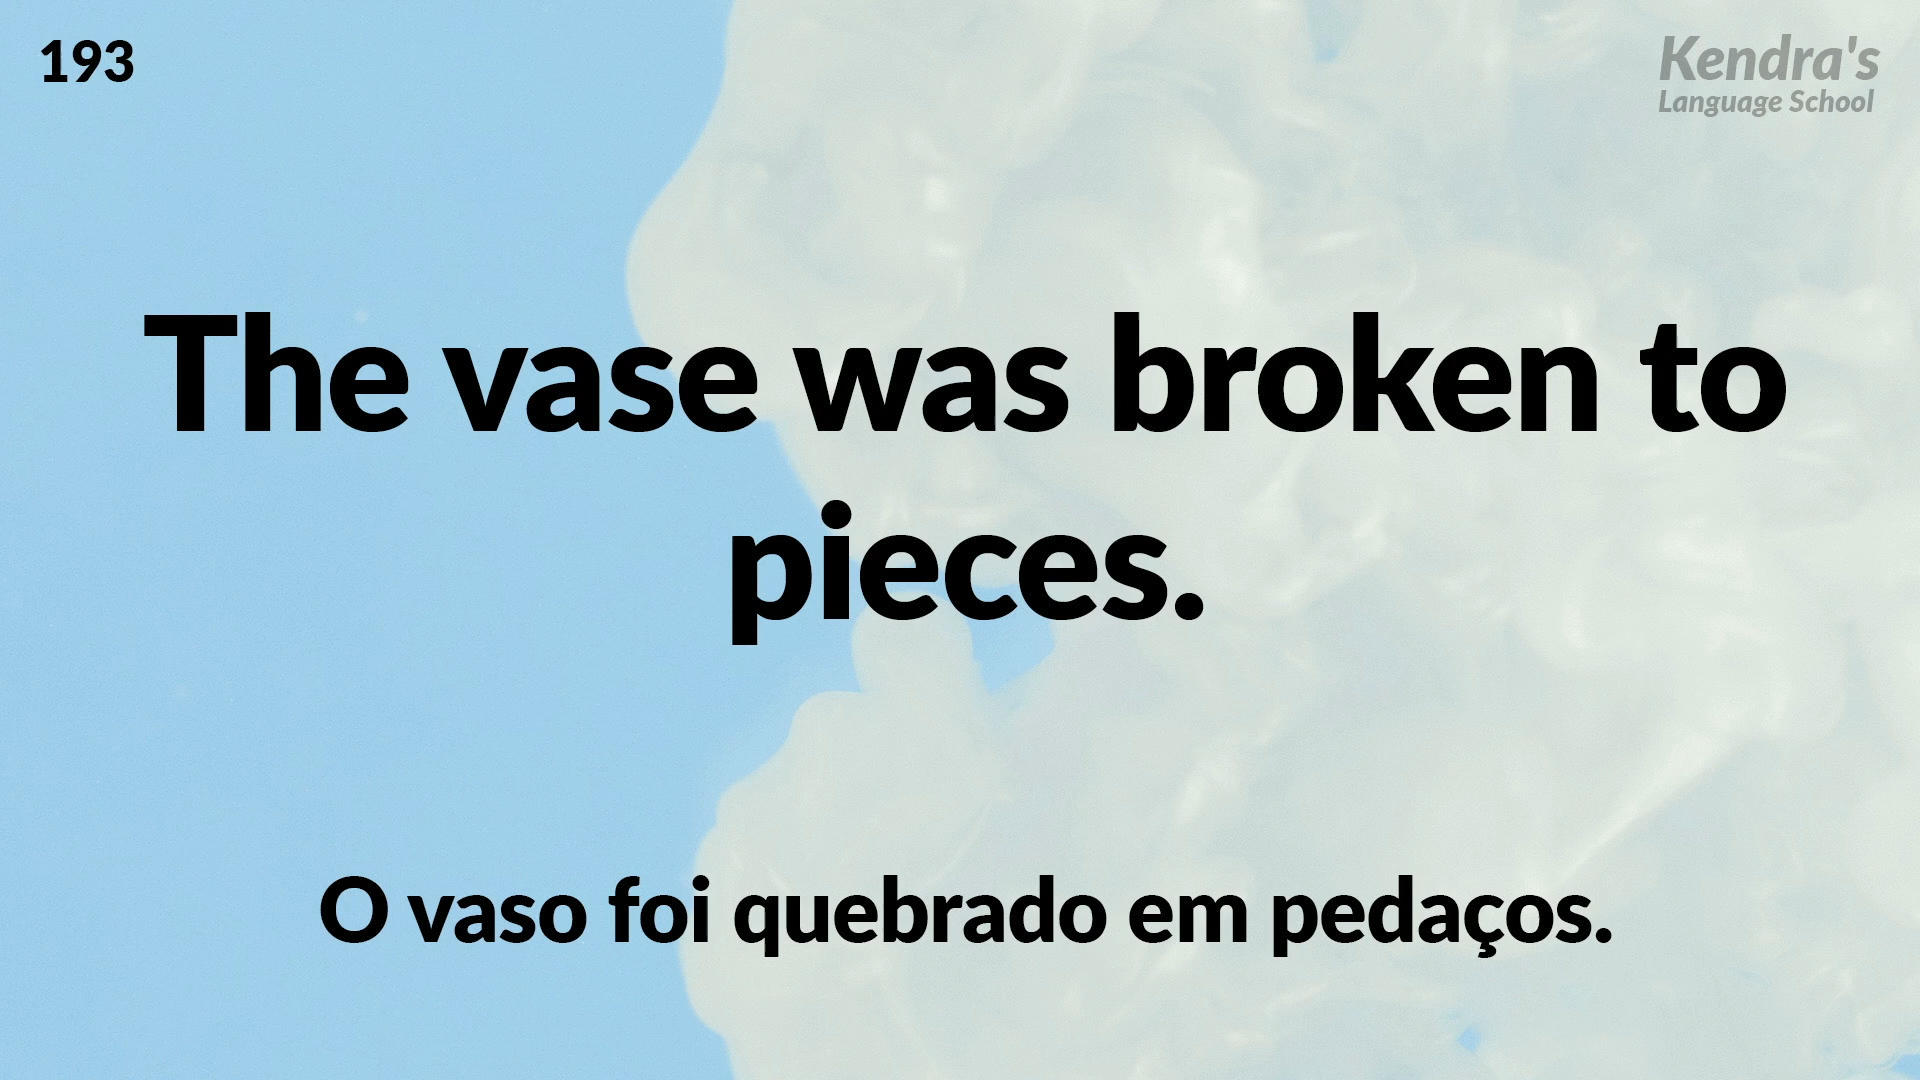 193
Kendra's
Language School
The vase was broken to
pieces.
O vaso foi quebrado em pedaços.